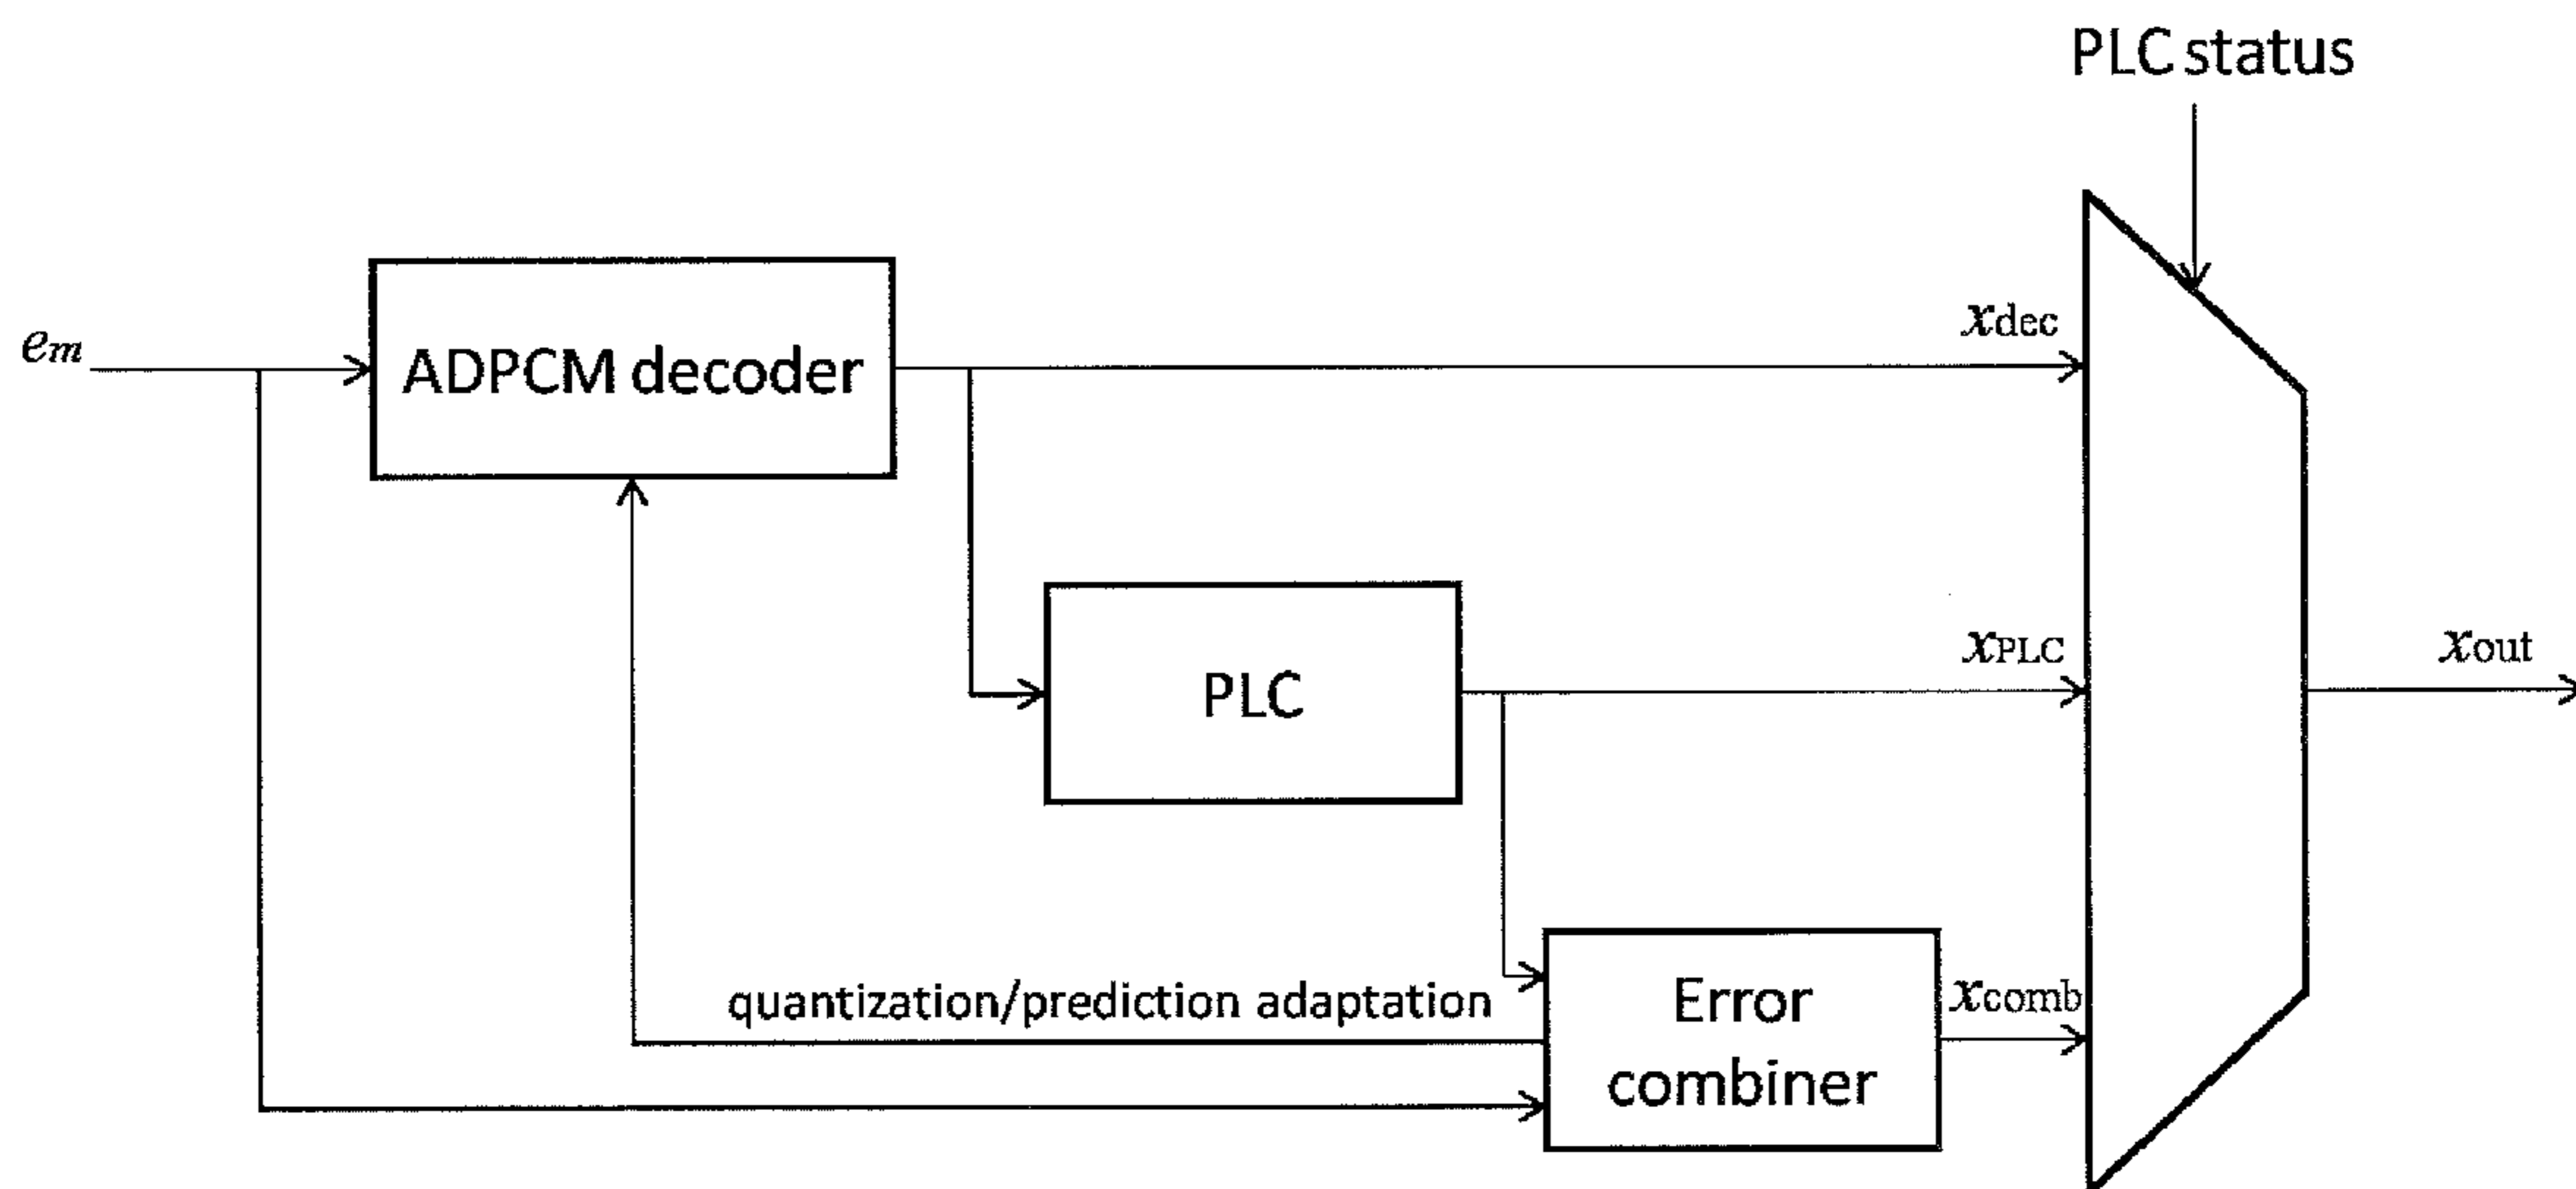 PLC status
em
ADPCM decoder
xdec
PLC
xPLC
xout
quantization/prediction adaptation
Error
combiner
xcomb